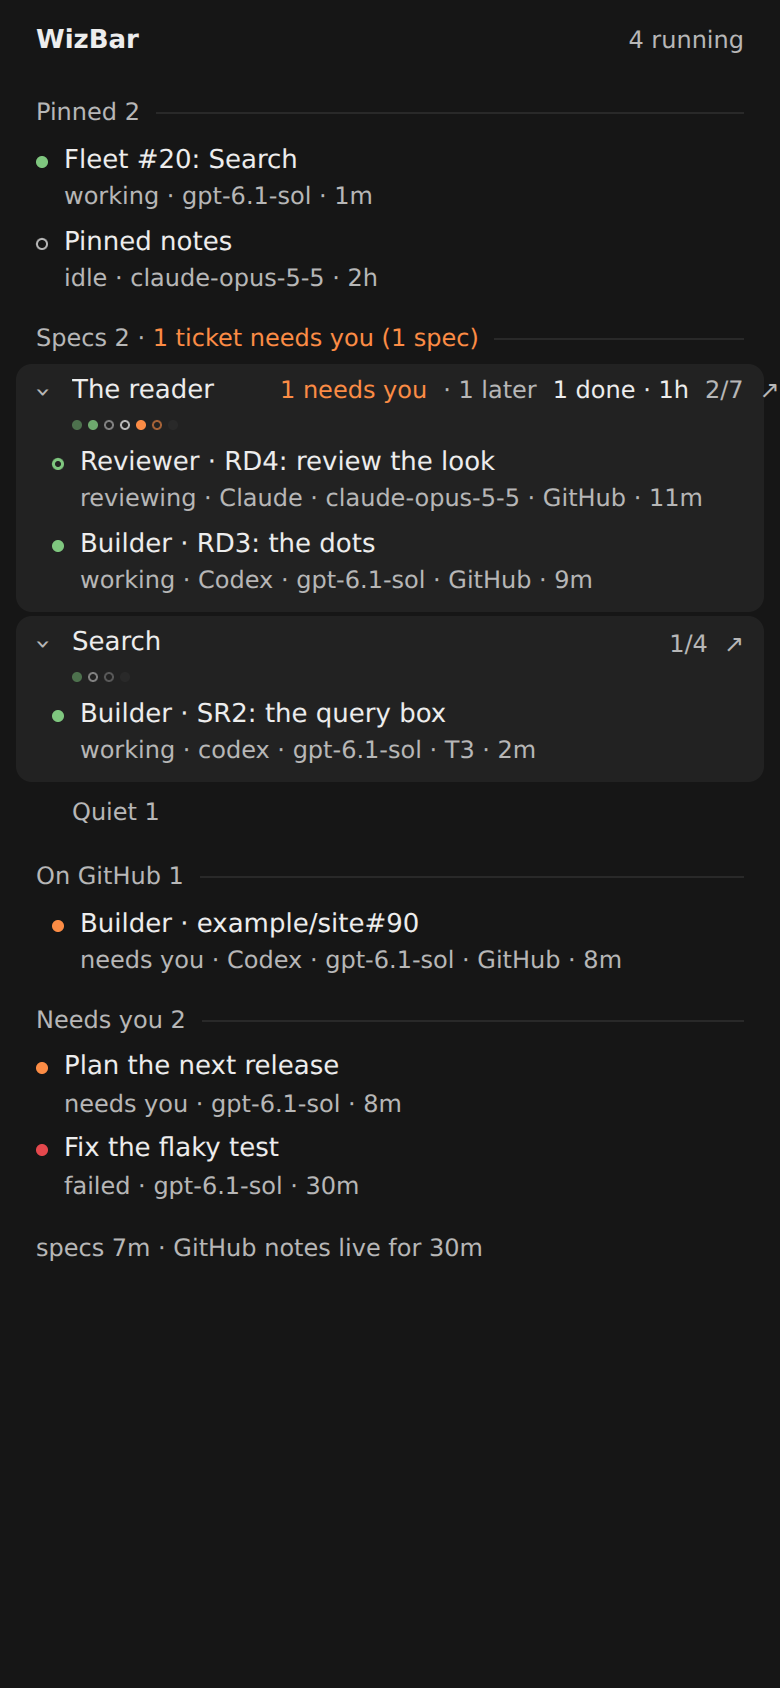 WizBar 4 running
Pinned 2
Fleet #20: Search
working · gpt-6.1-sol · 1m
Pinned notes
idle · claude-opus-5-5 · 2h
Specs 2 · 1 ticket needs you (1 spec)
The reader 1 needs you · 1 later 1 done · 1h 2/7 ↗
Reviewer · RD4: review the look
reviewing · Claude · claude-opus-5-5 · GitHub · 11m
Builder · RD3: the dots
working · Codex · gpt-6.1-sol · GitHub · 9m
Search 1/4 ↗
Builder · SR2: the query box
working · codex · gpt-6.1-sol · T3 · 2m
Quiet 1
On GitHub 1
Builder · example/site#90
needs you · Codex · gpt-6.1-sol · GitHub · 8m
Needs you 2
Plan the next release
needs you · gpt-6.1-sol · 8m
Fix the flaky test
failed · gpt-6.1-sol · 30m
specs 7m · GitHub notes live for 30m